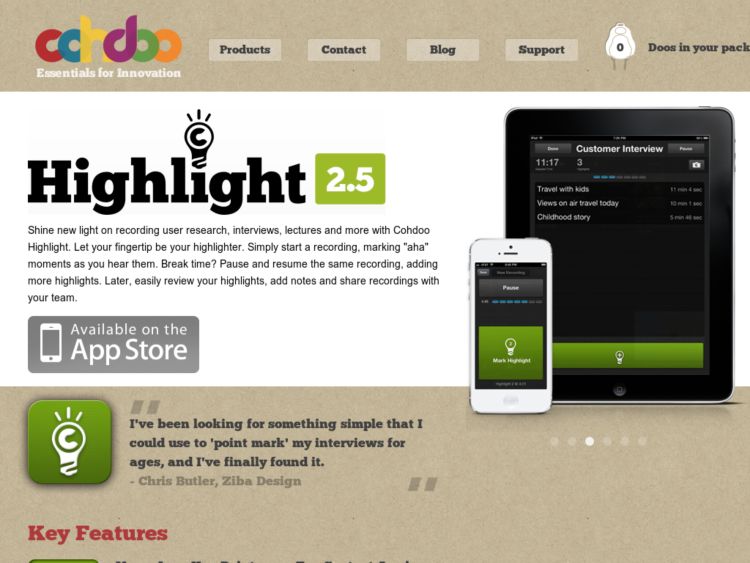 cohdoo
Essentials for Innovation
Products
Contact
Blog
Support
0
Doos in your pack
Highlight 2.5
Shine new light on recording user research, interviews, lectures and more with Cohdoo
Highlight. Let your fingertip be your highlighter. Simply start a recording, marking "aha"
moments as you hear them. Break time? Pause and resume the same recording, adding
more highlights. Later, easily review your highlights, add notes and share recordings with
your team.
Available on the
App Store
Done
Customer Interview
Pause
11:17
3
Travel with kids
11 min 4 sec
Views on air travel today
10 min 1 sec
Childhood story
5 min 46 sec
New Recording
Pause
Mark Highlight
"
I've been looking for something simple that I
could use to 'point mark' my interviews for
ages, and I've finally found it.
- Chris Butler, Ziba Design
"
Key Features